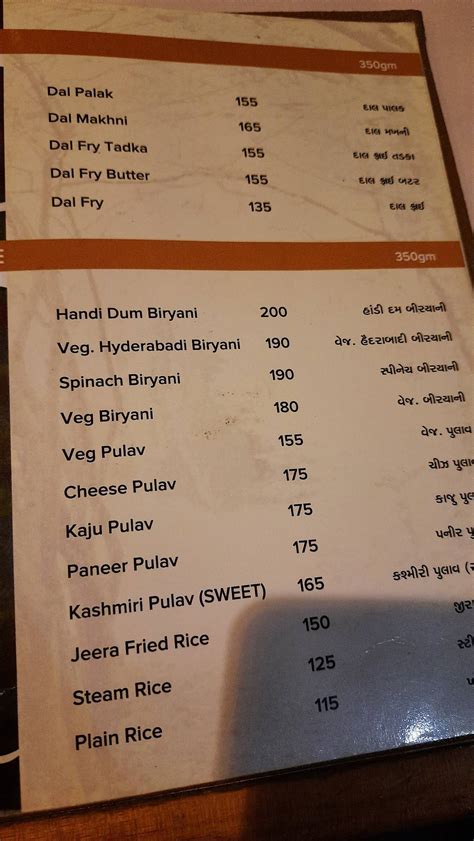 350gm
Dal Palak 155 દાલ પાલક
Dal Makhni 165 દાલ મખની
Dal Fry Tadka 155 દાલ ફ્રાઈ તડકા
Dal Fry Butter 155 દાલ ફ્રાઈ બટર
Dal Fry 135 દાલ ફ્રાઈ
E 350gm
Handi Dum Biryani 200 હાંડી દમ બીરયાની
Veg. Hyderabadi Biryani 190 વેજ. હૈદરાબાદી બીરયાની
Spinach Biryani 190 સ્પીનેચ બીરયાની
Veg Biryani 180 વેજ. બીરયાની
Veg Pulav 155 વેજ. પુલાવ
Cheese Pulav 175 ચીઝ પુલા
Kaju Pulav 175 કાજુ પુલ
Paneer Pulav 175 પનીર પુ
Kashmiri Pulav (SWEET) 165 કશ્મીરી પુલાવ (સ્
Jeera Fried Rice 150 જીરા
Steam Rice 125 સ્ટી
Plain Rice 115